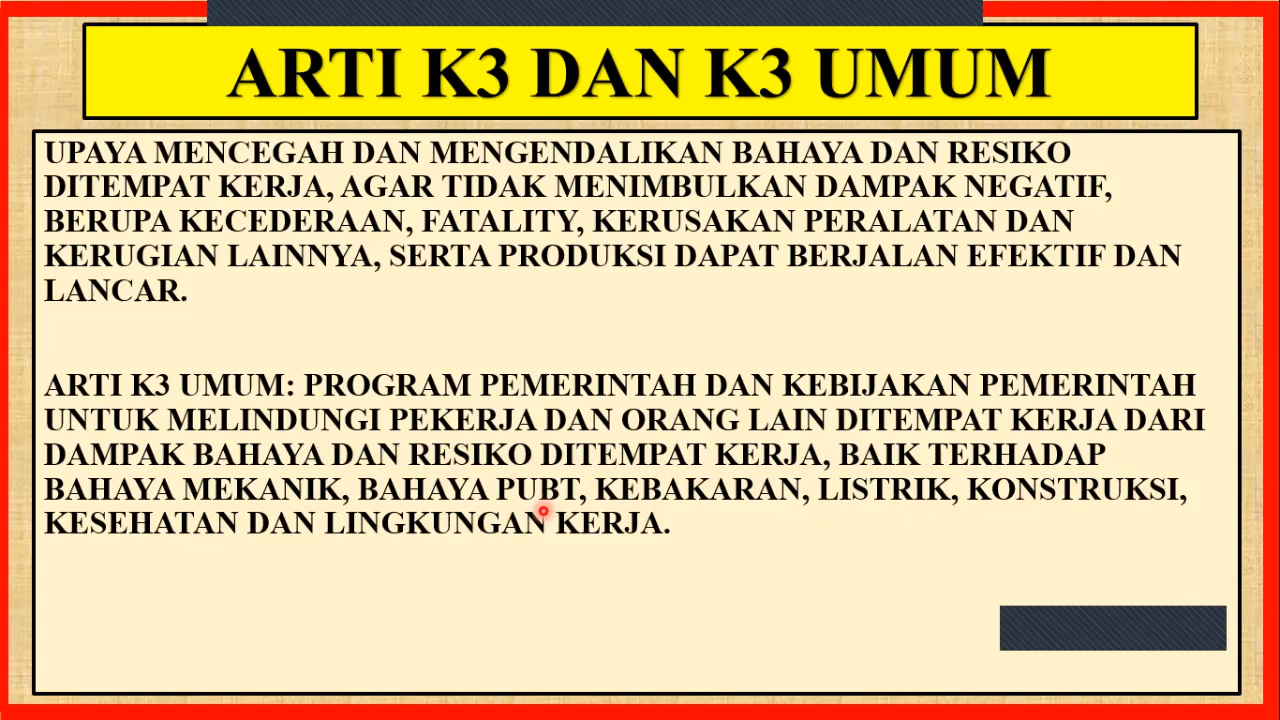 ARTI K3 DAN K3 UMUM
UPAYA MENCEGAH DAN MENGENDALIKAN BAHAYA DAN RESIKO
DITEMPAT KERJA, AGAR TIDAK MENIMBULKAN DAMPAK NEGATIF,
BERUPA KECEDERAAN, FATALITY, KERUSAKAN PERALATAN DAN
KERUGIAN LAINNYA, SERTA PRODUKSI DAPAT BERJALAN EFEKTIF DAN
LANCAR.
ARTI K3 UMUM: PROGRAM PEMERINTAH DAN KEBIJAKAN PEMERINTAH
UNTUK MELINDUNGI PEKERJA DAN ORANG LAIN DITEMPAT KERJA DARI
DAMPAK BAHAYA DAN RESIKO DITEMPAT KERJA, BAIK TERHADAP
BAHAYA MEKANIK, BAHAYA PUBT, KEBAKARAN, LISTRIK, KONSTRUKSI,
KESEHATAN DAN LINGKUNGAN KERJA.